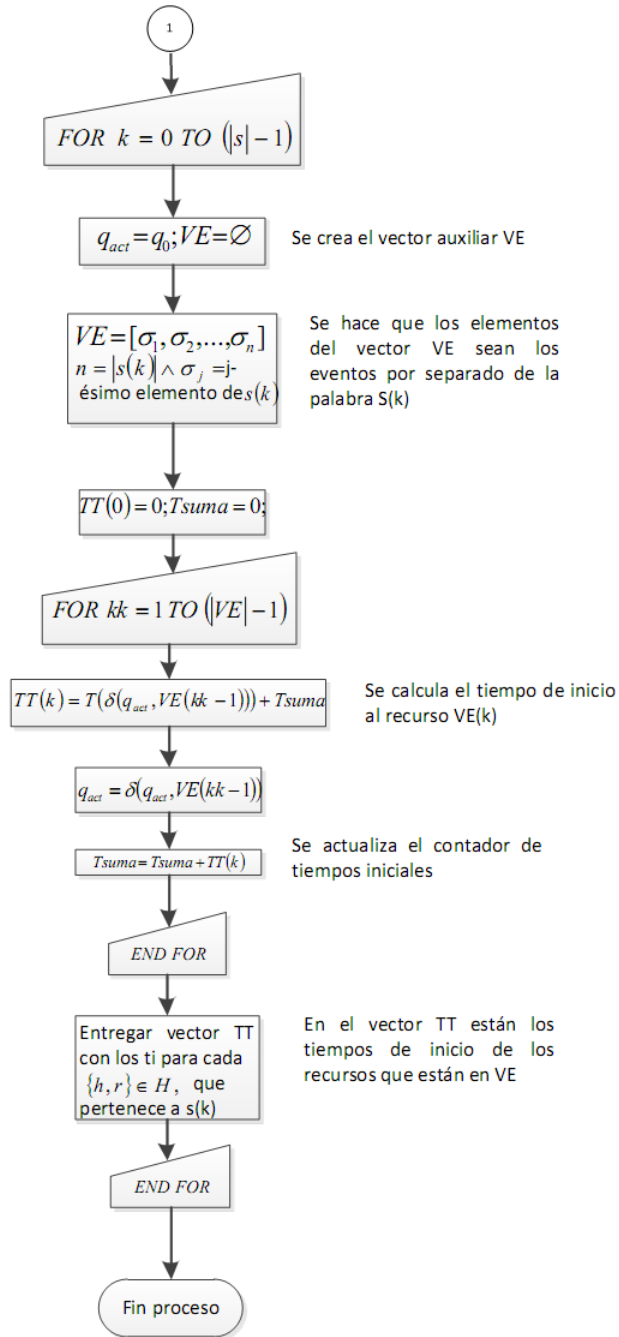 1
FOR k = 0 TO (|s| − 1)
q_act = q_0; VE = ∅
Se crea el vector auxiliar VE
VE = [σ_1, σ_2, ..., σ_n]
n = |s(k)| ∧ σ_j =j-
ésimo elemento de s(k)
Se hace que los elementos
del vector VE sean los
eventos por separado de la
palabra S(k)
TT(0) = 0; Tsuma = 0;
FOR kk = 1 TO (|VE| − 1)
TT(k) = T(δ(q_act, VE(kk − 1))) + Tsuma
Se calcula el tiempo de inicio
al recurso VE(k)
q_act = δ(q_act, VE(kk − 1))
Tsuma = Tsuma + TT(k)
Se actualiza el contador de
tiempos iniciales
END FOR
Entregar vector TT
con los ti para cada
{h, r} ∈ H, que
pertenece a s(k)
En el vector TT están los
tiempos de inicio de los
recursos que están en VE
END FOR
Fin proceso